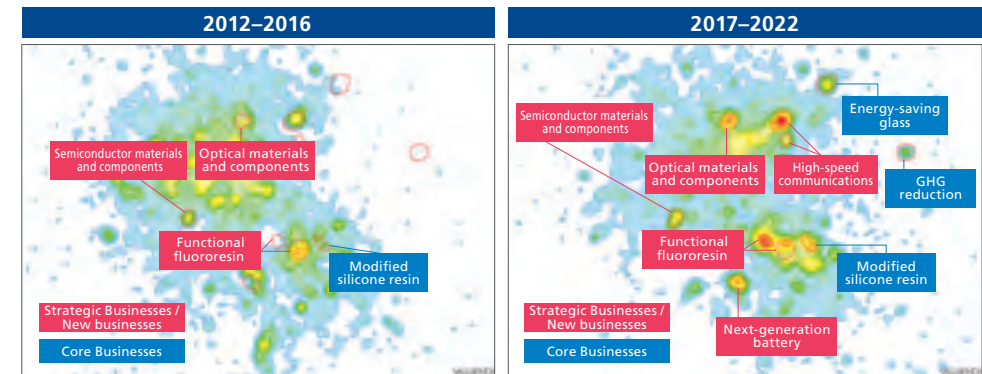 2012–2016
Semiconductor materials
and components
Optical materials
and components
Functional
fluororesin
Modified
silicone resin
Strategic Businesses /
New businesses
Core Businesses
2017–2022
Semiconductor materials
and components
Energy-saving
glass
Optical materials
and components
High-speed
communications
GHG
reduction
Functional
fluororesin
Modified
silicone resin
Next-generation
battery
Strategic Businesses /
New businesses
Core Businesses